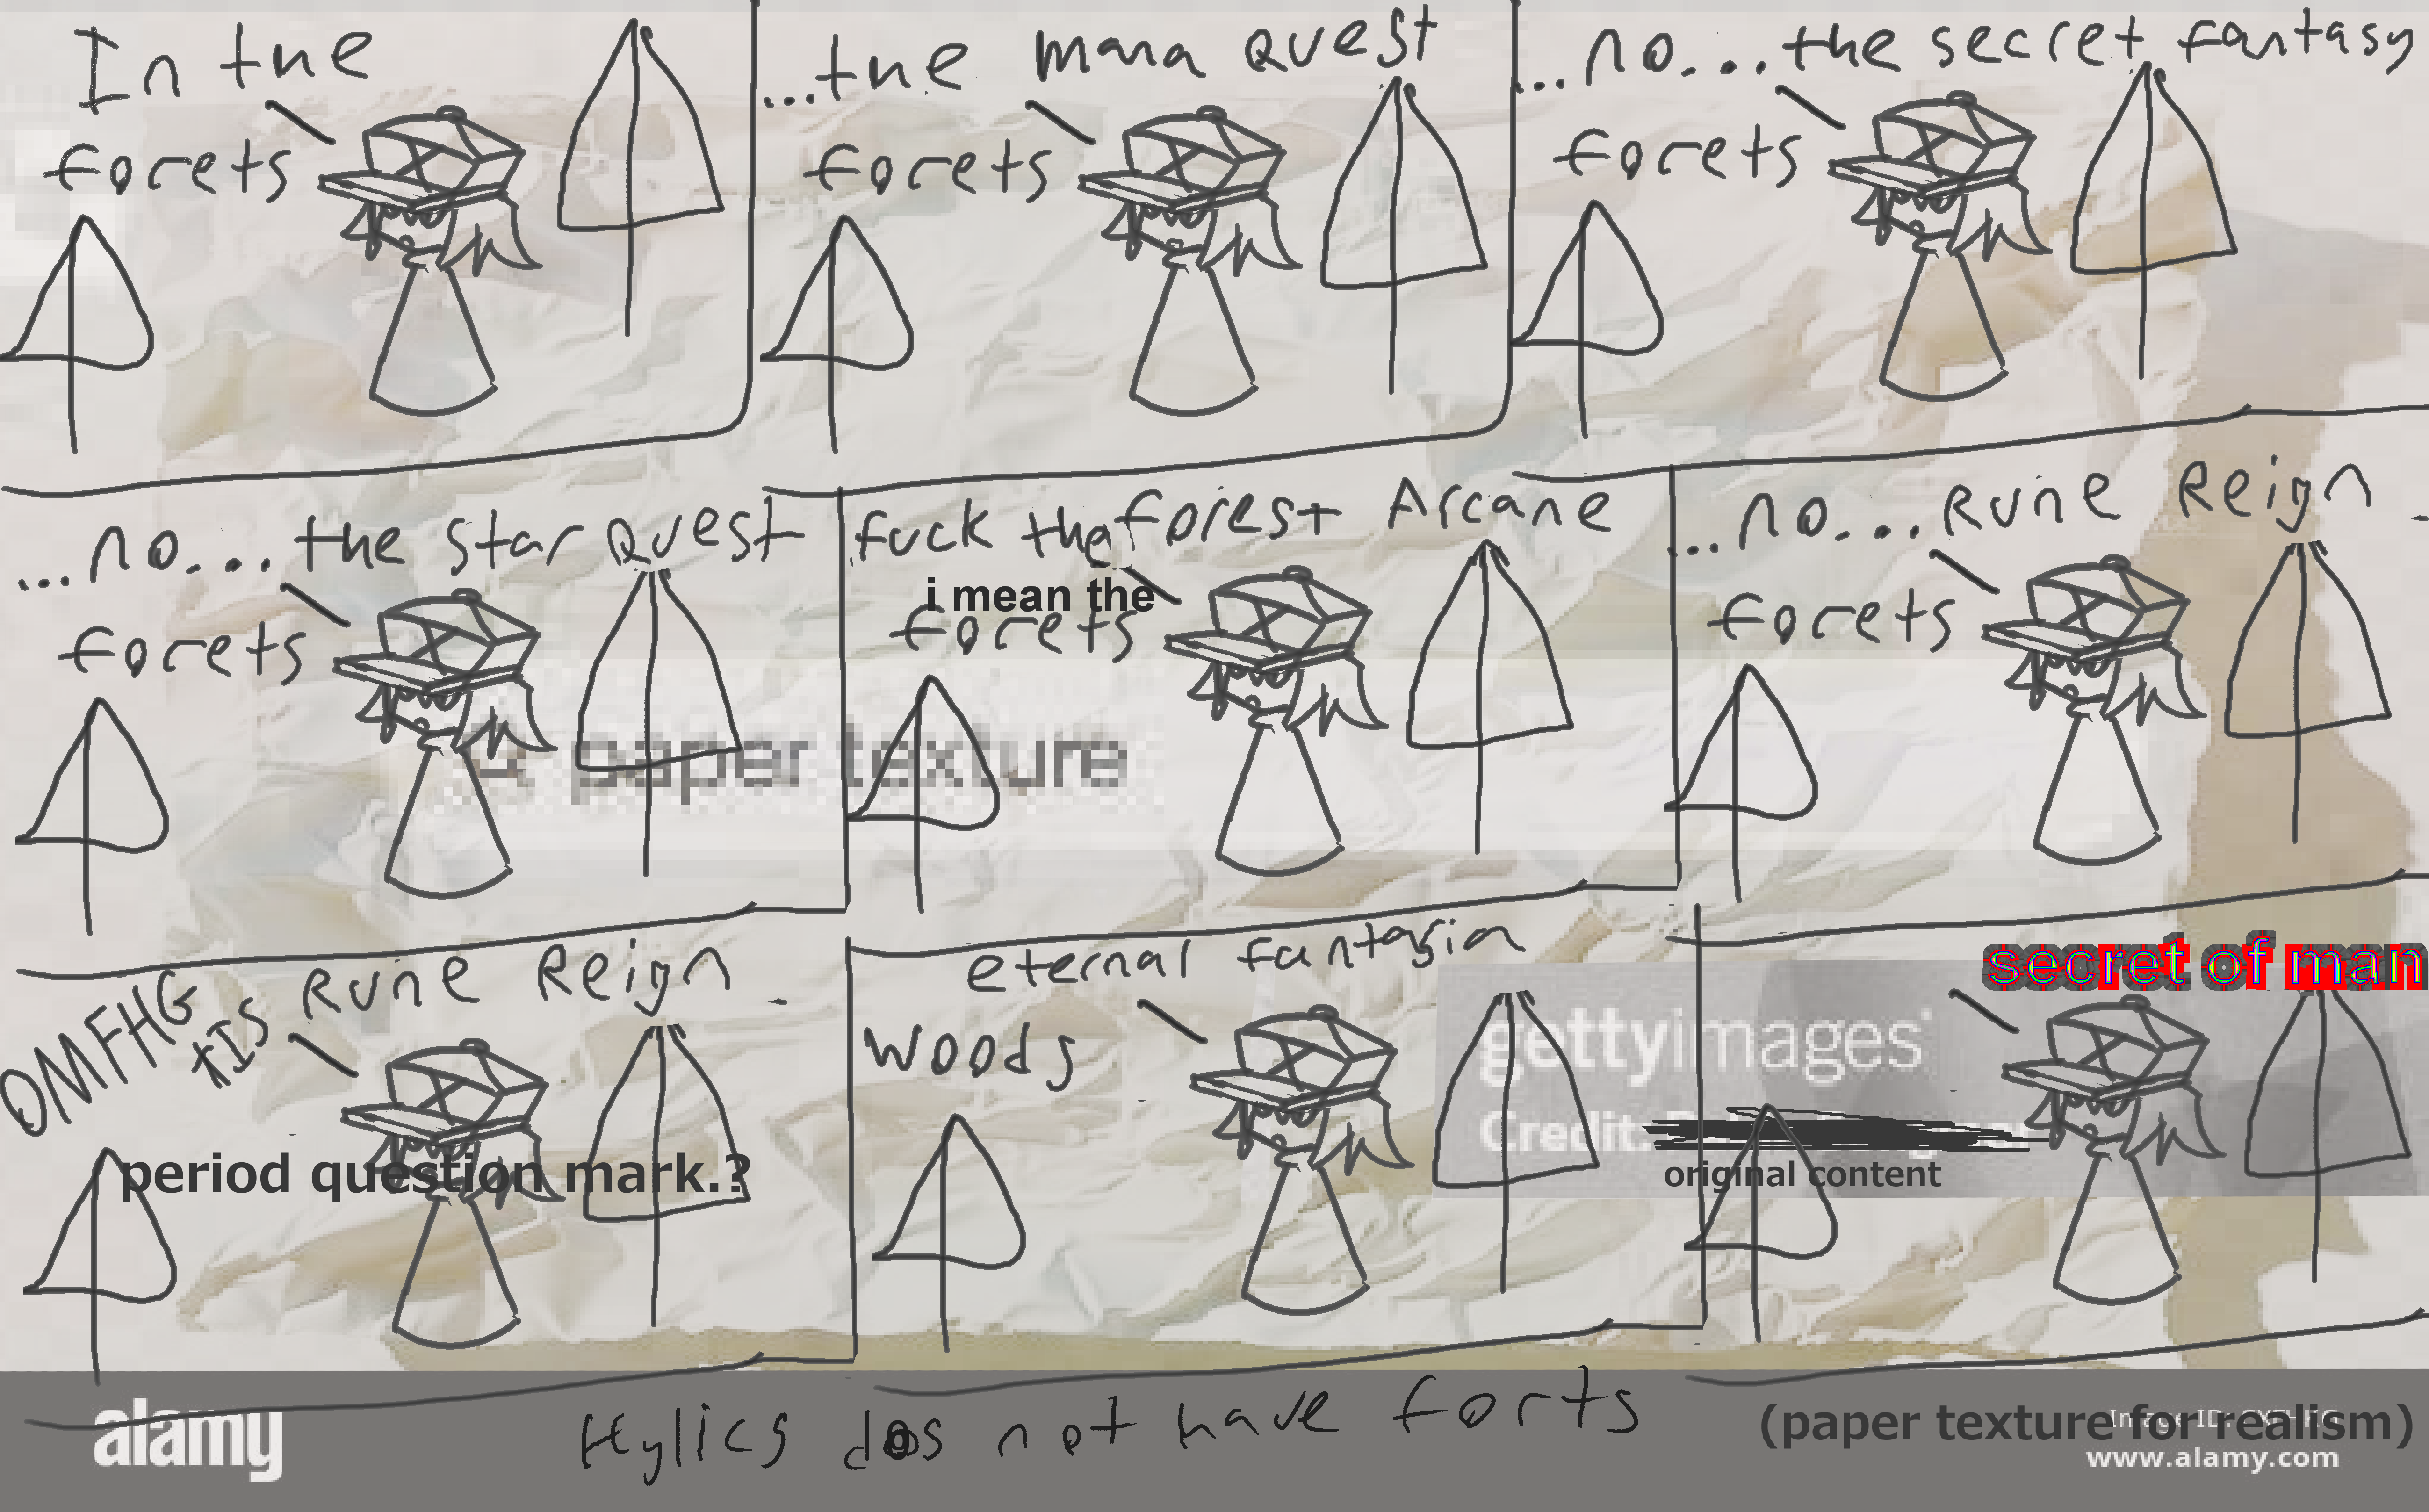 In the
forets
...the mana quest
forets
...no...the secret fantasy
forets
...no...the star quest
forets
fuck the forest Arcane
i mean the
forets
...no...Rune Reign
forets
OMFHG tIS Rune Reign
period question mark.?
eternal fantasia
woods
secret of man
paper texture
gettyimages
Credit:
original content
alamy
Hylics does not have forts
(paper texture for realism)
Image ID:
www.alamy.com